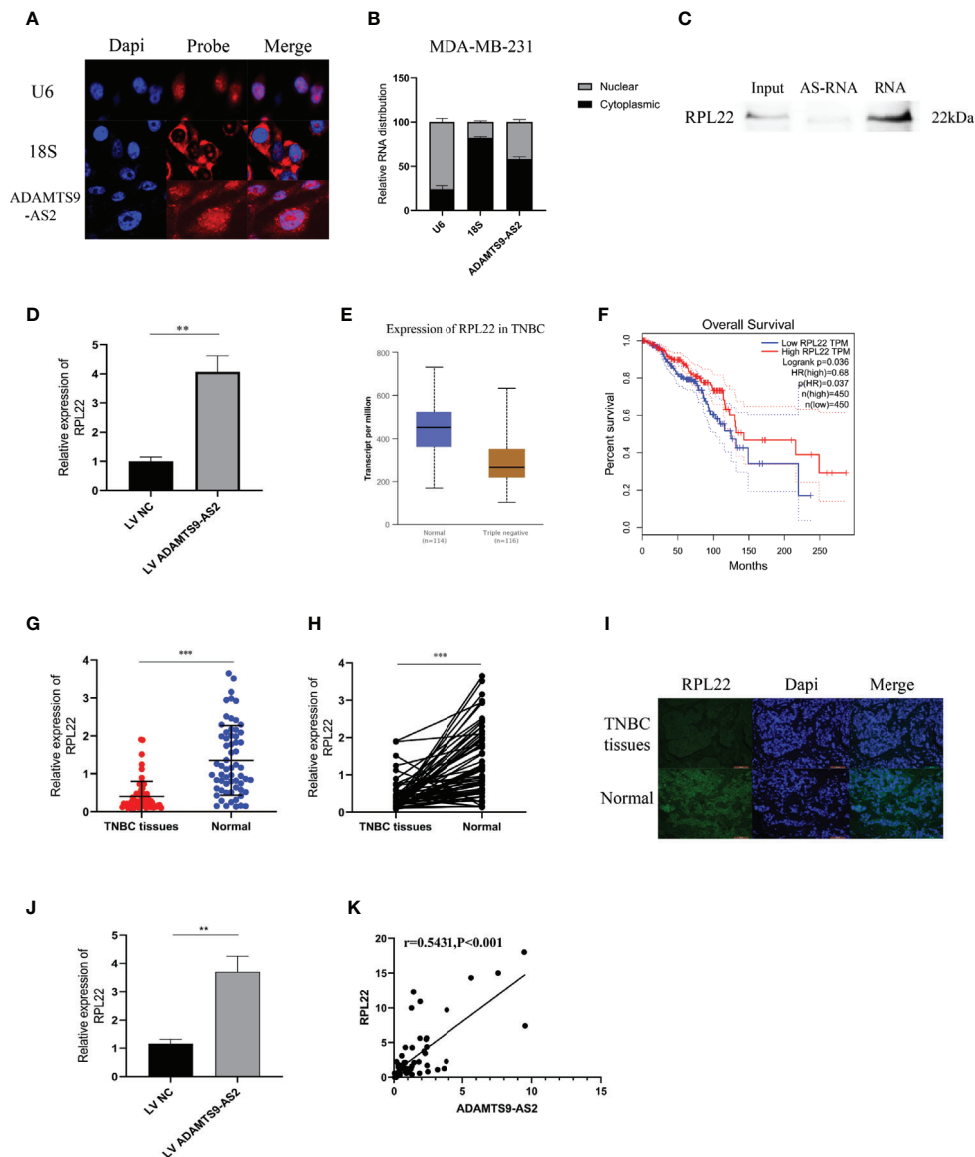 A
Dapi Probe Merge
U6
18S
ADAMTS9
-AS2
B
MDA-MB-231
Relative RNA distribution
150
100
50
0
U6
18S
ADAMTS9-AS2
Nuclear
Cytoplasmic
C
Input AS-RNA RNA
RPL22 22kDa
D
Relative expression of
RPL22
5
4
3
2
1
0
**
LV NC
LV ADAMTS9-AS2
E
Expression of RPL22 in TNBC
Transcript per million
800
600
400
200
0
Normal
(n=114)
Triple negative
(n=116)
F
Overall Survival
Low RPL22 TPM
High RPL22 TPM
Logrank p=0.036
HR(high)=0.68
p(HR)=0.037
n(high)=450
n(low)=450
Percent survival
1.0
0.8
0.6
0.4
0.2
0.0
0 50 100 150 200 250
Months
G
Relative expression of
RPL22
4
3
2
1
0
***
TNBC tissues Normal
H
Relative expression of
RPL22
4
3
2
1
0
***
TNBC tissues Normal
I
RPL22 Dapi Merge
TNBC
tissues
Normal
J
Relative expression of
RPL22
5
4
3
2
1
0
**
LV NC
LV ADAMTS9-AS2
K
r=0.5431,P<0.001
RPL22
20
15
10
5
0
0 5 10 15
ADAMTS9-AS2